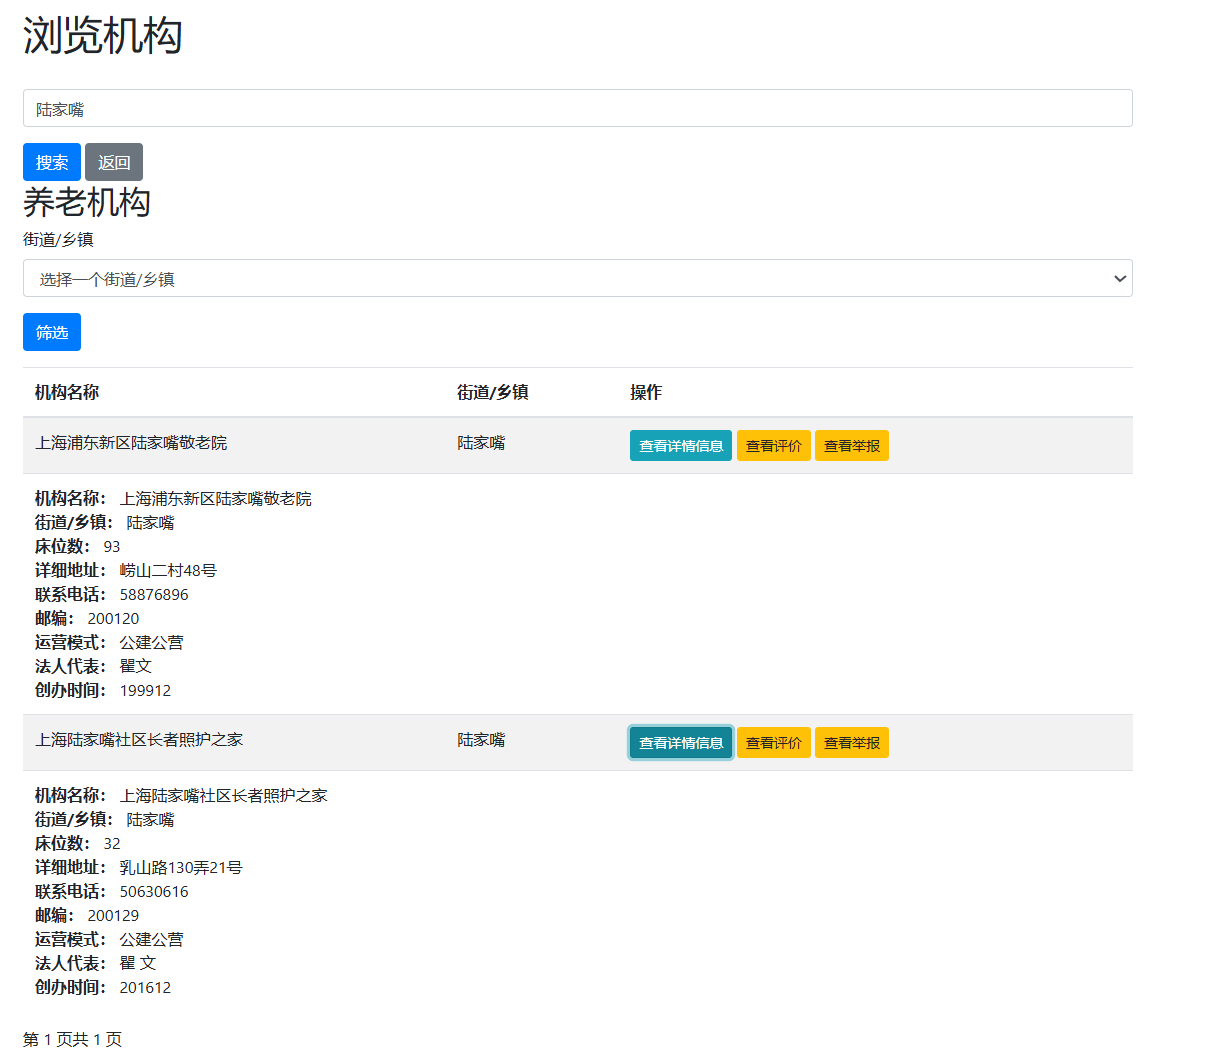 浏览机构
陆家嘴
搜索 返回
养老机构
街道/乡镇
选择一个街道/乡镇
筛选
机构名称 街道/乡镇 操作
上海浦东新区陆家嘴敬老院 陆家嘴 查看详情信息 查看评价 查看举报
机构名称： 上海浦东新区陆家嘴敬老院
街道/乡镇： 陆家嘴
床位数： 93
详细地址： 崂山二村48号
联系电话： 58876896
邮编： 200120
运营模式： 公建公营
法人代表： 瞿文
创办时间： 199912
上海陆家嘴社区长者照护之家 陆家嘴 查看详情信息 查看评价 查看举报
机构名称： 上海陆家嘴社区长者照护之家
街道/乡镇： 陆家嘴
床位数： 32
详细地址： 乳山路130弄21号
联系电话： 50630616
邮编： 200129
运营模式： 公建公营
法人代表： 瞿 文
创办时间： 201612
第 1 页共 1 页